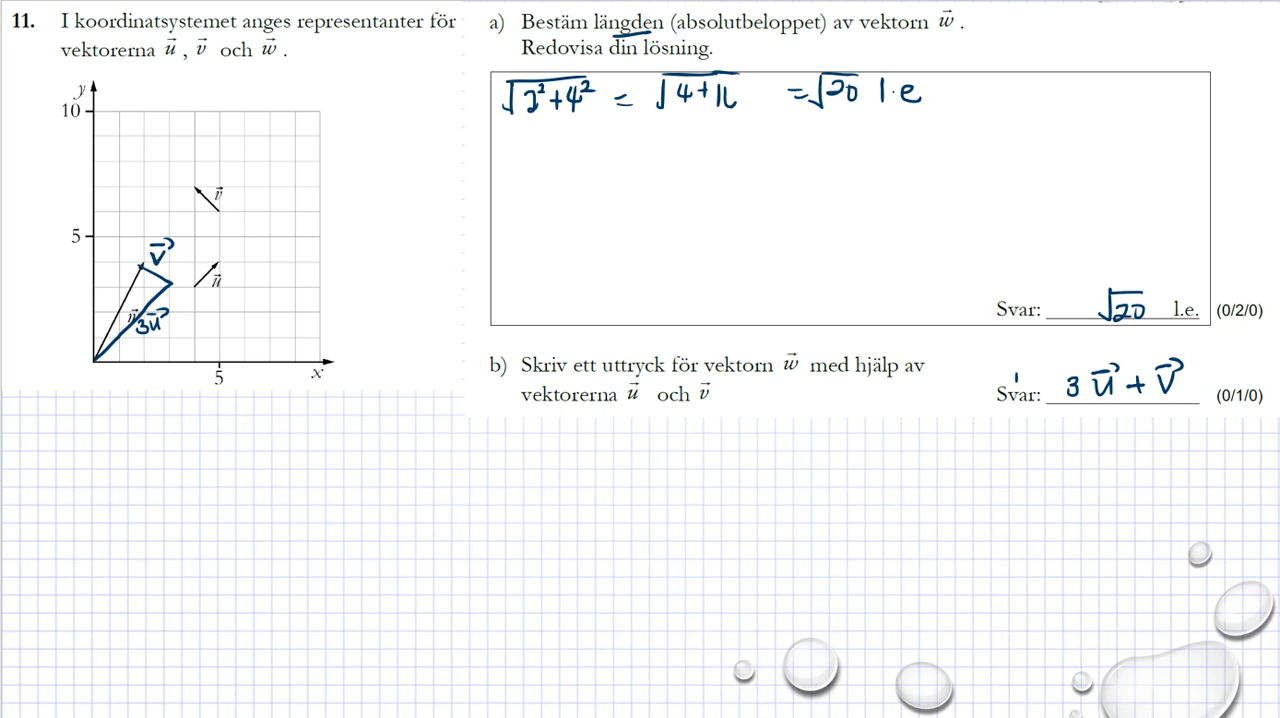 11. I koordinatsystemet anges representanter för
vektorerna u⃗ , v⃗ och w⃗ .
y
10
5
v⃗
v⃗
u⃗
3u⃗
5
x
a) Bestäm längden (absolutbeloppet) av vektorn w⃗ .
Redovisa din lösning.
√2²+4² = √4+16 =√20 l.e
Svar: √20 l.e. (0/2/0)
b) Skriv ett uttryck för vektorn w⃗ med hjälp av
vektorerna u⃗ och v⃗
Svar: 3u⃗ + v⃗ (0/1/0)